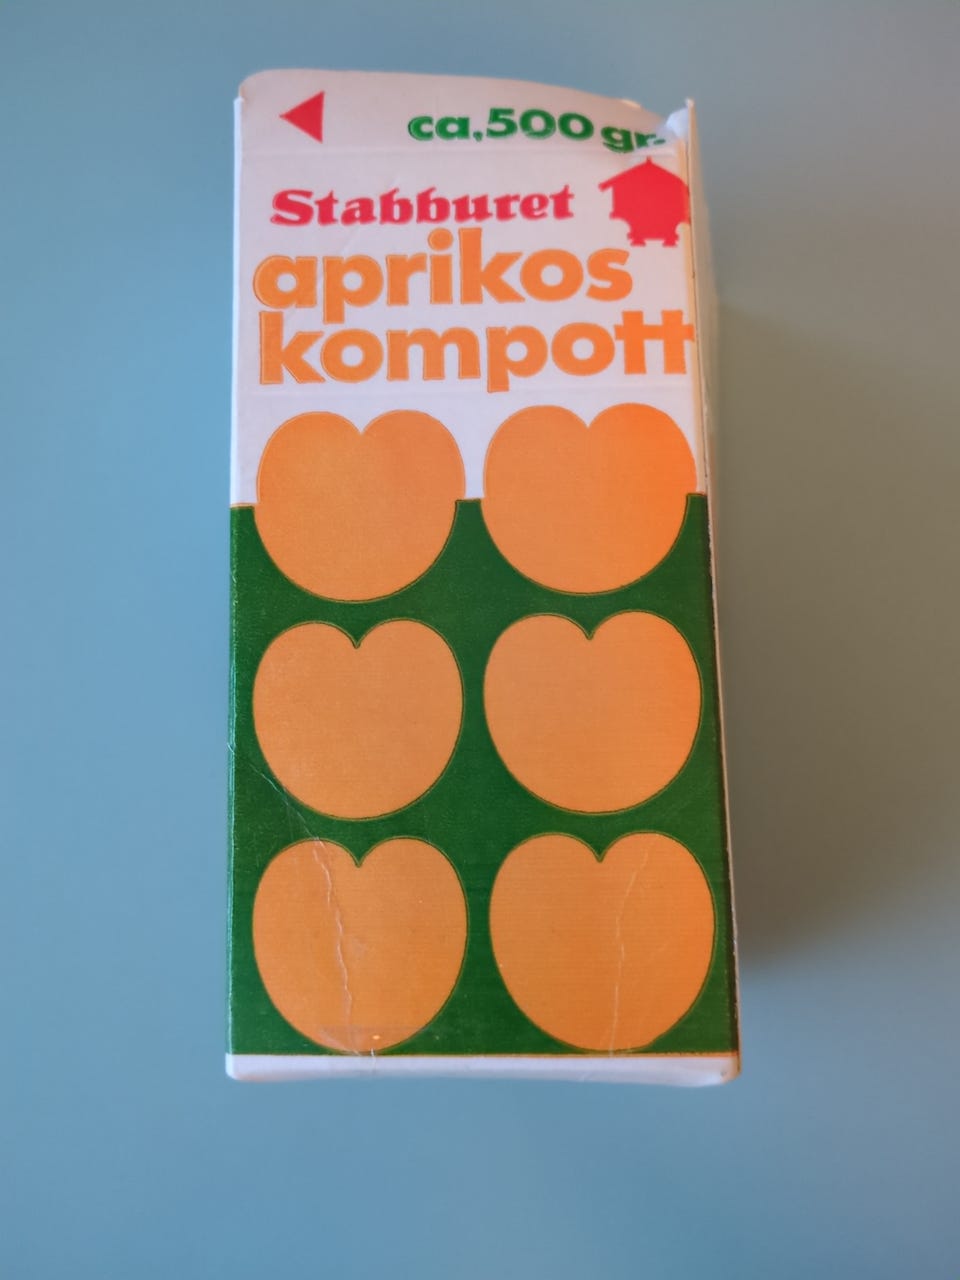 ca.500 gr.
Stabburet
aprikos
kompott